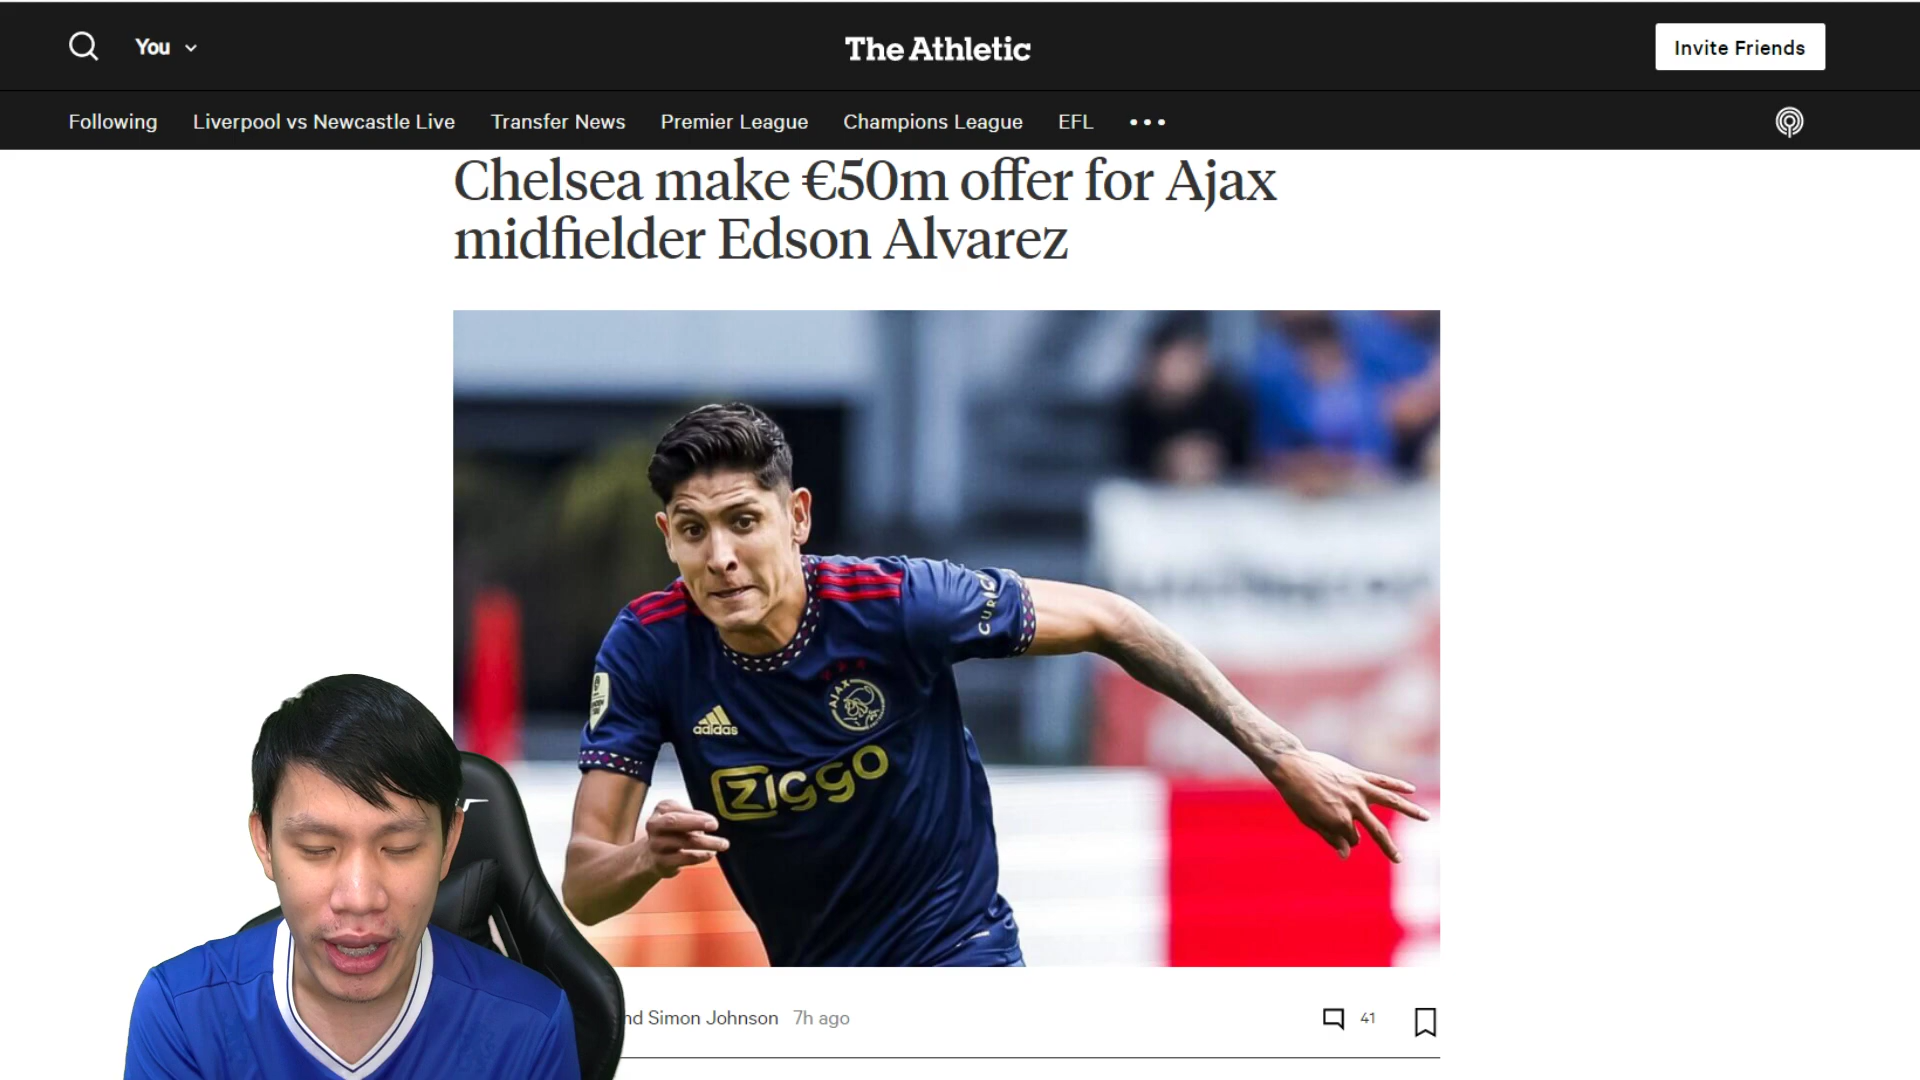 You
The Athletic
Invite Friends
Following
Liverpool vs Newcastle Live
Transfer News
Premier League
Champions League
EFL
Chelsea make €50m offer for Ajax
midfielder Edson Alvarez
AJAX
adidas
ZIGGO
Simon Johnson 7h ago
41